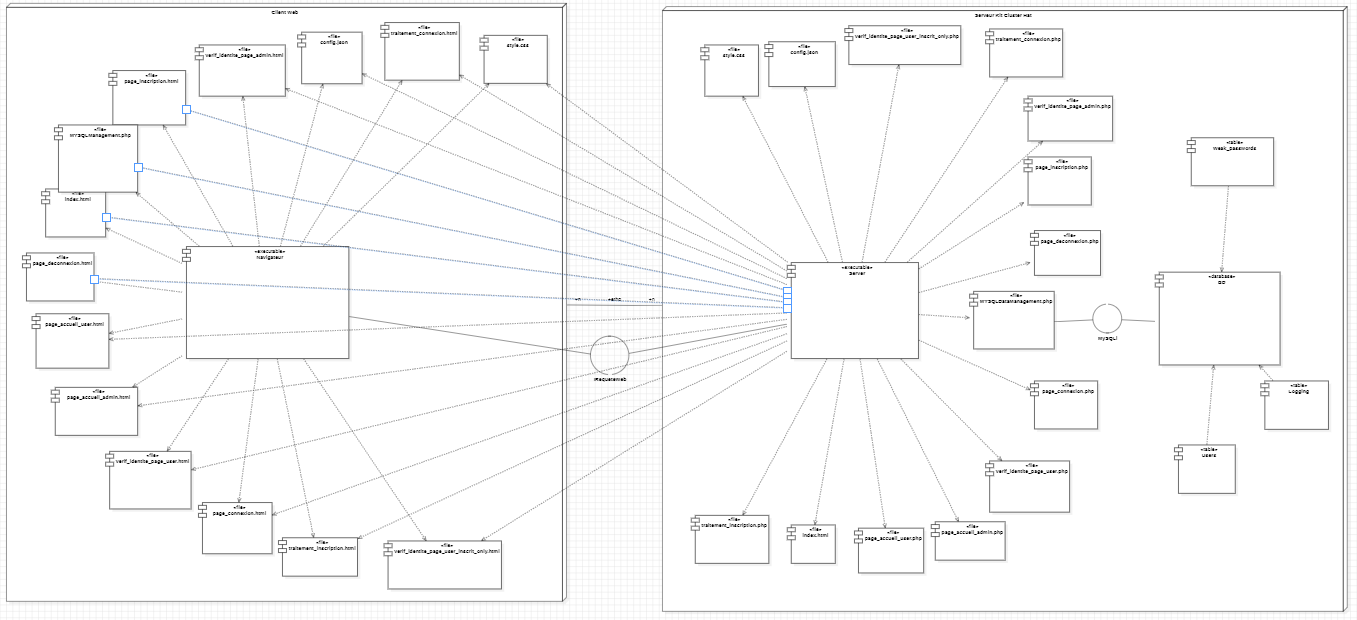 Client Web
Serveur Kit Cluster Hat
«file»
verif_identite_page_admin.html
«file»
config.json
«file»
traitement_connexion.html
«file»
style.css
«file»
page_inscription.html
«file»
MYSQLManagement.php
«file»
index.html
«file»
page_deconnexion.html
«file»
page_accueil_user.html
«file»
page_accueil_admin.html
«file»
verif_identite_page_user.html
«file»
page_connexion.html
«file»
traitement_inscription.html
«file»
verif_identite_page_user_inscrit_only.html
«executable»
Navigateur
+n
+eth0
+n
IRequeteWeb
«file»
style.css
«file»
config.json
«file»
verif_identite_page_user_inscrit_only.php
«file»
traitement_connexion.php
«file»
verif_identite_page_admin.php
«file»
page_inscription.php
«file»
page_deconnexion.php
«executable»
Server
«file»
MYSQLDataManagement.php
MySQLi
«file»
page_connexion.php
«file»
verif_identite_page_user.php
«file»
page_accueil_admin.php
«file»
page_accueil_user.php
«file»
index.html
«file»
traitement_inscription.php
«table»
weak_passwords
«database»
BD
«table»
Logging
«table»
users